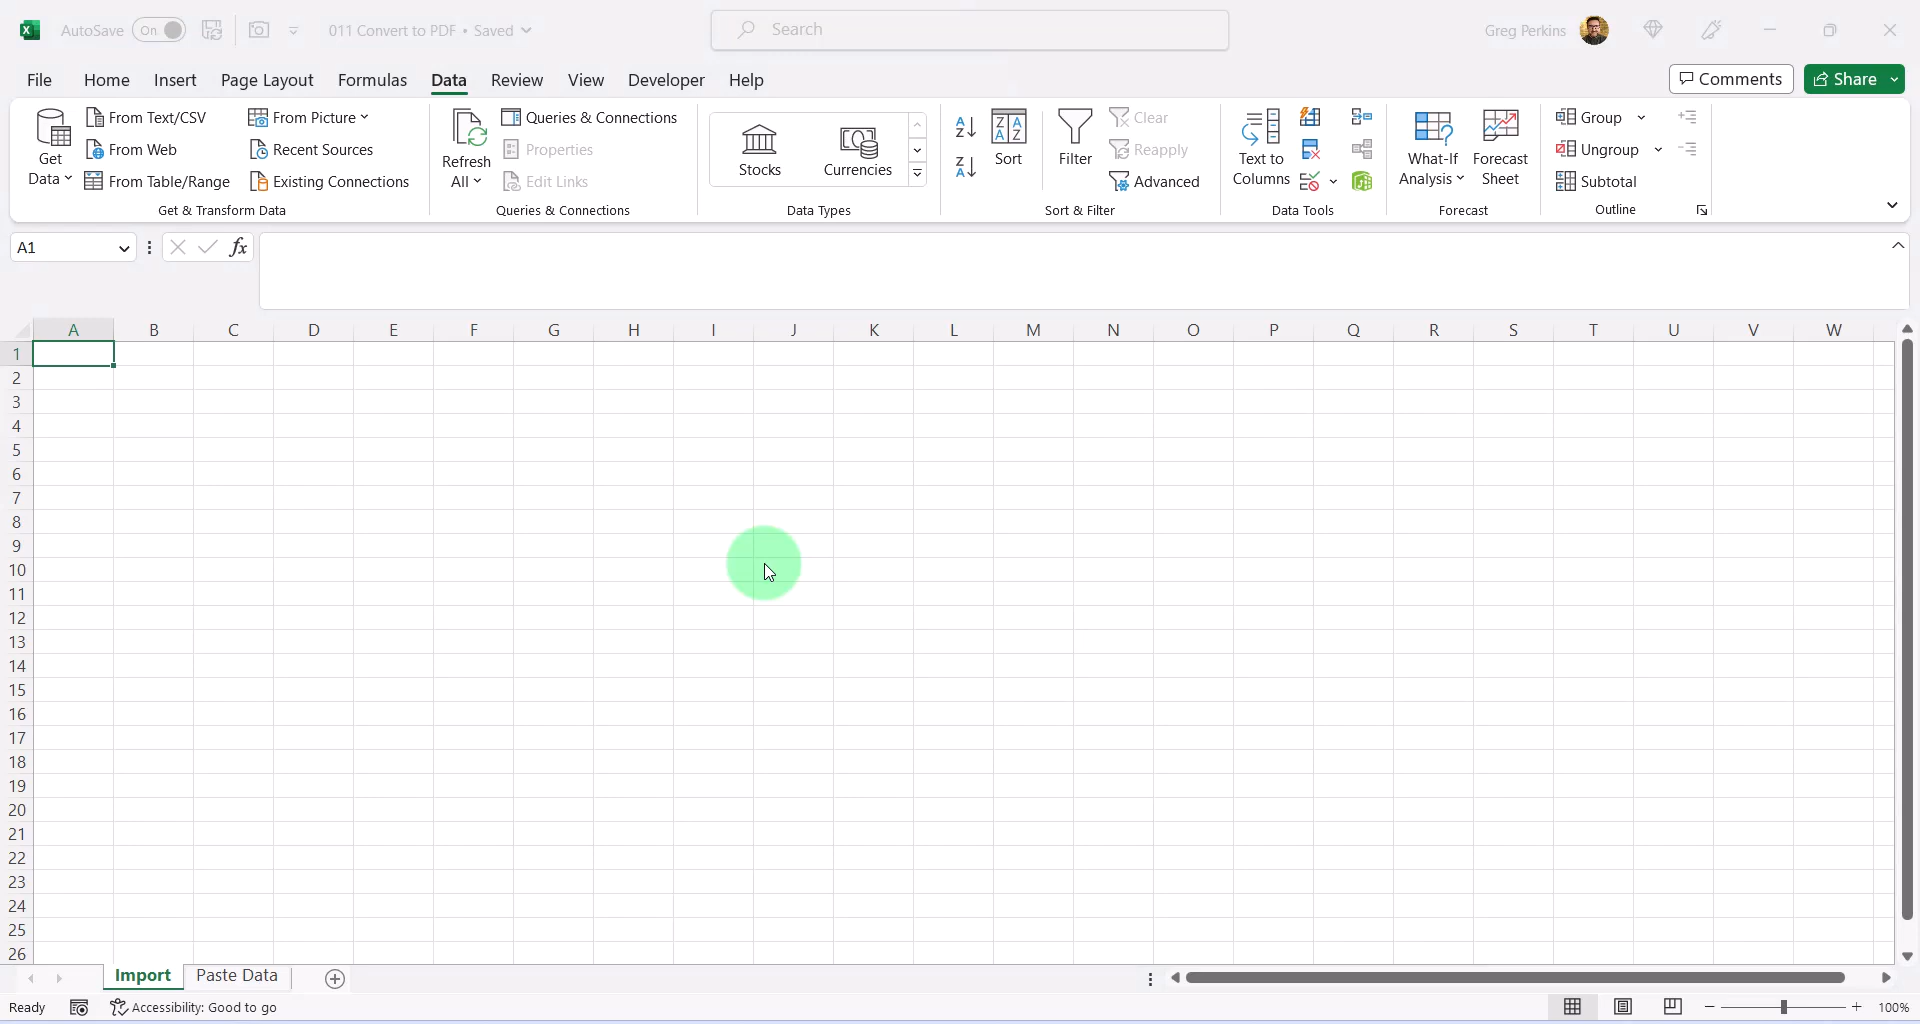 AutoSave On 011 Convert to PDF • Saved Search Greg Perkins
File Home Insert Page Layout Formulas Data Review View Developer Help Comments Share
Get Data
From Text/CSV
From Web
From Table/Range
From Picture
Recent Sources
Existing Connections
Get & Transform Data
Refresh All
Queries & Connections
Properties
Edit Links
Queries & Connections
Stocks
Currencies
Data Types
Sort
Filter
Clear
Reapply
Advanced
Sort & Filter
Text to
Columns
Data Tools
What-If
Analysis
Forecast
Sheet
Forecast
Group
Ungroup
Subtotal
Outline
A1 fx
A B C D E F G H I J K L M N O P Q R S T U V W
1
2
3
4
5
6
7
8
9
10
11
12
13
14
15
16
17
18
19
20
21
22
23
24
25
26
Import Paste Data
Ready Accessibility: Good to go 100%